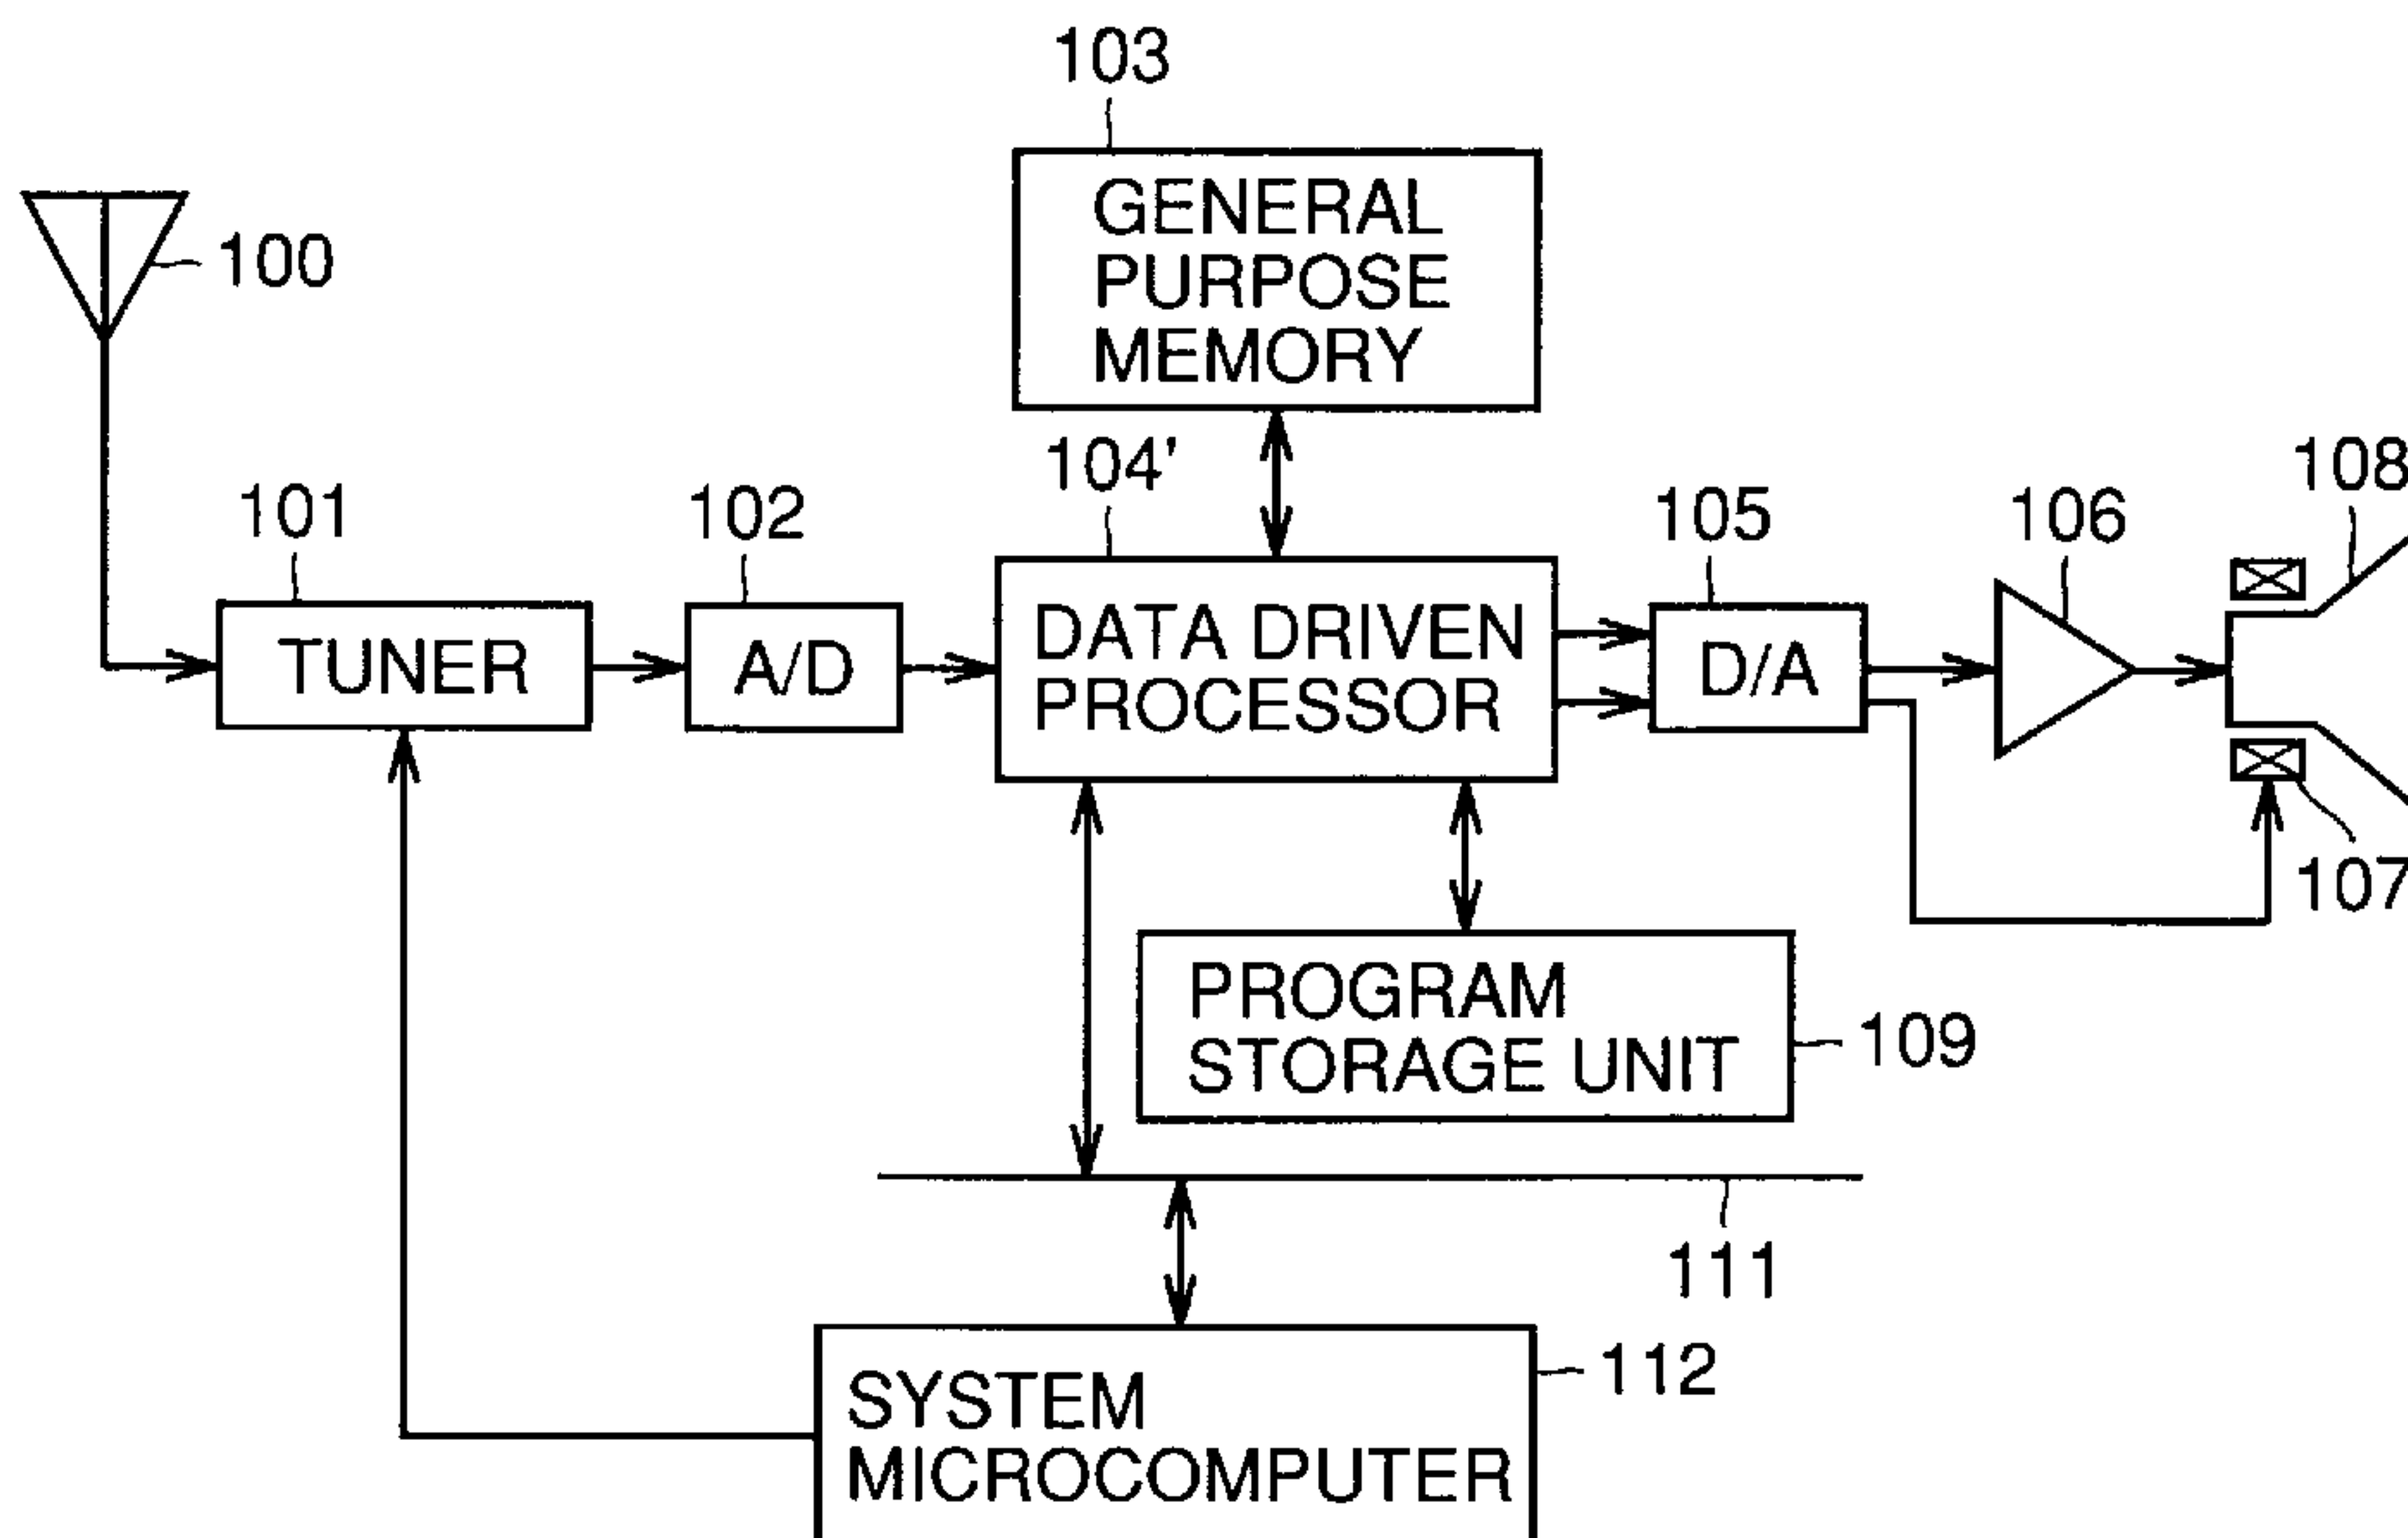 103
GENERAL
PURPOSE
MEMORY
100
104'
108
101
102
105
106
TUNER
A/D
DATA DRIVEN
PROCESSOR
D/A
107
PROGRAM
STORAGE UNIT
109
111
112
SYSTEM
MICROCOMPUTER